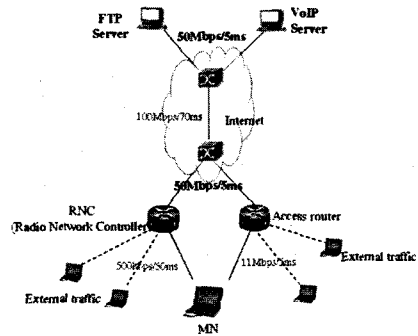 FTP
Server
VoIP
Server
50Mbps/5ms
100Mbps/70ms
Internet
50Mbps/5ms
RNC
(Radio Network Controller)
Access router
500kbps/50ms
11Mbps/5ms
External traffic
External traffic
MN